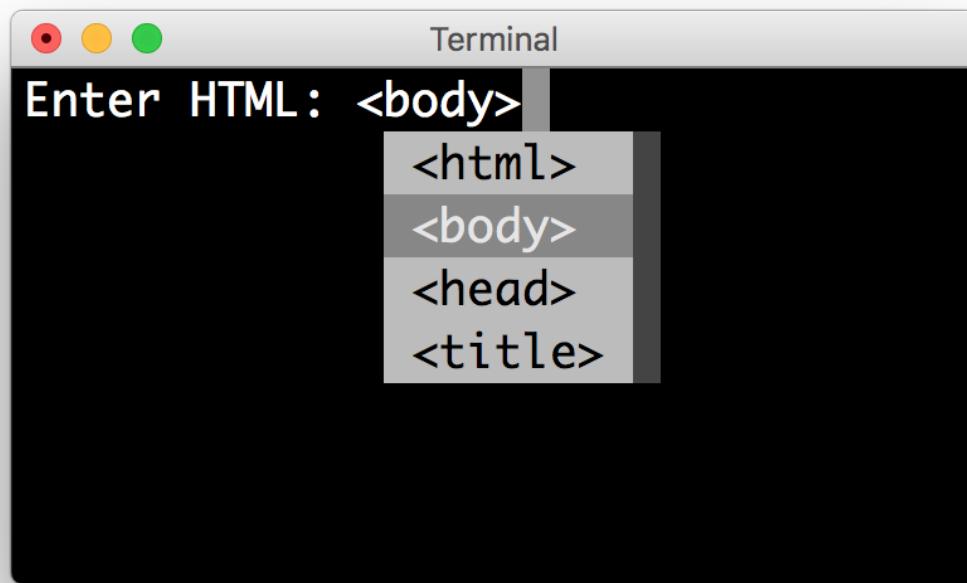 Terminal
Enter HTML: <body>
<html>
<body>
<head>
<title>